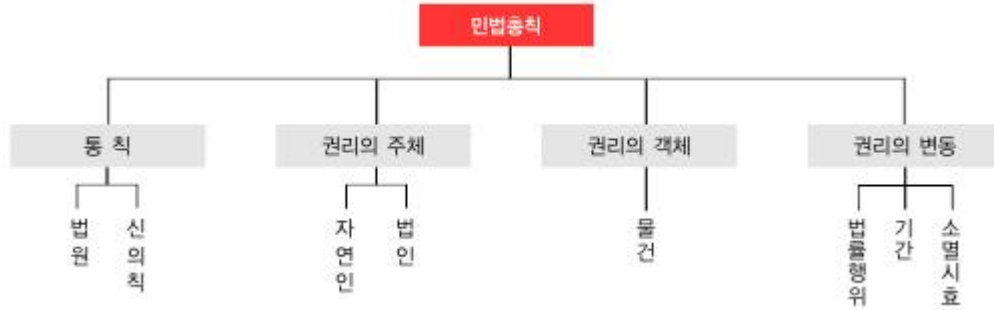 민법총칙
통 칙
권리의 주체
권리의 객체
권리의 변동
법원
신의칙
자연인
법인
물건
법률행위
기간
소멸시효